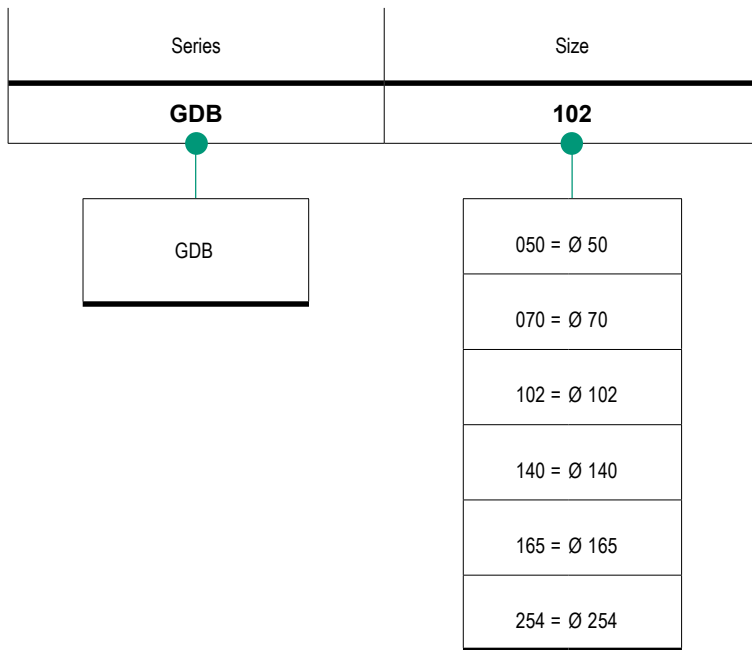 Series Size
GDB 102
GDB
050 = Ø 50
070 = Ø 70
102 = Ø 102
140 = Ø 140
165 = Ø 165
254 = Ø 254